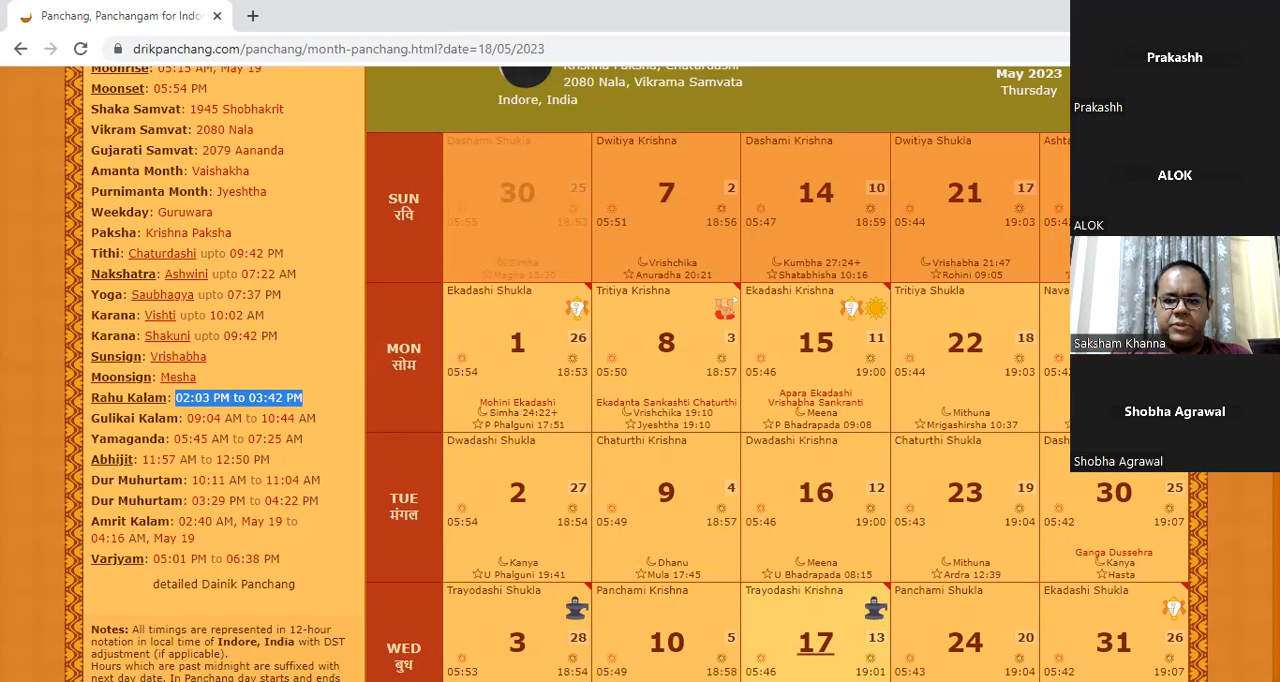 Panchang, Panchangam for Indo
drikpanchang.com/panchang/month-panchang.html?date=18/05/2023
Moonrise: 05:15 AM, May 19
Moonset: 05:54 PM
Shaka Samvat: 1945 Shobhakrit
Vikram Samvat: 2080 Nala
Gujarati Samvat: 2079 Aananda
Amanta Month: Vaishakha
Purnimanta Month: Jyeshtha
Weekday: Guruwara
Paksha: Krishna Paksha
Tithi: Chaturdashi upto 09:42 PM
Nakshatra: Ashwini upto 07:22 AM
Yoga: Saubhagya upto 07:37 PM
Karana: Vishti upto 10:02 AM
Karana: Shakuni upto 09:42 PM
Sunsign: Vrishabha
Moonsign: Mesha
Rahu Kalam: 02:03 PM to 03:42 PM
Gulikai Kalam: 09:04 AM to 10:44 AM
Yamaganda: 05:45 AM to 07:25 AM
Abhijit: 11:57 AM to 12:50 PM
Dur Muhurtam: 10:11 AM to 11:04 AM
Dur Muhurtam: 03:29 PM to 04:22 PM
Amrit Kalam: 02:40 AM, May 19 to
04:16 AM, May 19
Varjyam: 05:01 PM to 06:38 PM
detailed Dainik Panchang
Notes: All timings are represented in 12-hour
notation in local time of Indore, India with DST
adjustment (if applicable).
Hours which are past midnight are suffixed with
next day date. In Panchang day starts and ends
Krishna Paksha, Chaturdashi
2080 Nala, Vikrama Samvata
Indore, India
May 2023
Thursday
SUN
रवि
Dashami Shukla
30 25
05:55 18:53
Simha
Magha 15:20
Dwitiya Krishna
7 2
05:51 18:56
Vrishchika
Anuradha 20:21
Dashami Krishna
14 10
05:47 18:59
Kumbha 27:24+
Shatabhisha 10:16
Dwitiya Shukla
21 17
05:44 19:03
Vrishabha 21:47
Rohini 09:05
MON
सोम
Ekadashi Shukla
1 26
05:54 18:53
Mohini Ekadashi
Simha 24:22+
P Phalguni 17:51
Tritiya Krishna
8 3
05:50 18:57
Ekadanta Sankashti Chaturthi
Vrishchika 19:10
Jyeshtha 19:10
Ekadashi Krishna
15 11
05:46 19:00
Apara Ekadashi
Vrishabha Sankranti
Meena
P Bhadrapada 09:08
Tritiya Shukla
22 18
05:44 19:03
Mithuna
Mrigashirsha 10:37
TUE
मंगल
Dwadashi Shukla
2 27
05:54 18:54
Kanya
U Phalguni 19:41
Chaturthi Krishna
9 4
05:49 18:57
Dhanu
Mula 17:45
Dwadashi Krishna
16 12
05:46 19:00
Meena
U Bhadrapada 08:15
Chaturthi Shukla
23 19
05:43 19:04
Mithuna
Ardra 12:39
30 25
05:42 19:07
Ganga Dussehra
Kanya
Hasta
WED
बुध
Trayodashi Shukla
3 28
05:53 18:54
Panchami Krishna
10 5
05:49 18:58
Trayodashi Krishna
17 13
05:46 19:01
Panchami Shukla
24 20
05:43 19:04
Ekadashi Shukla
31 26
05:42 19:07
Prakashh
Prakashh
ALOK
ALOK
Saksham Khanna
Shobha Agrawal
Shobha Agrawal